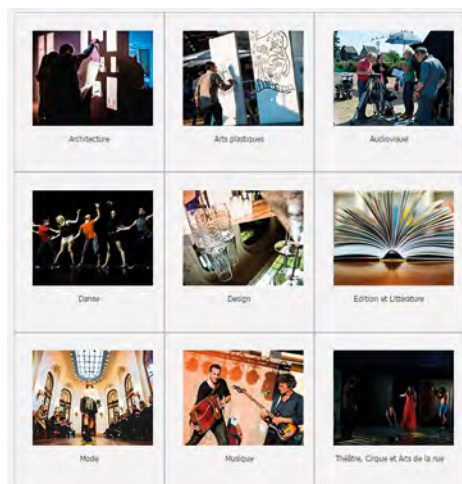 Architecture
Arts plastiques
Audiovisuel
Danse
Design
Edition et Littérature
Mode
Musique
Théâtre, Cirque et Arts de la rue